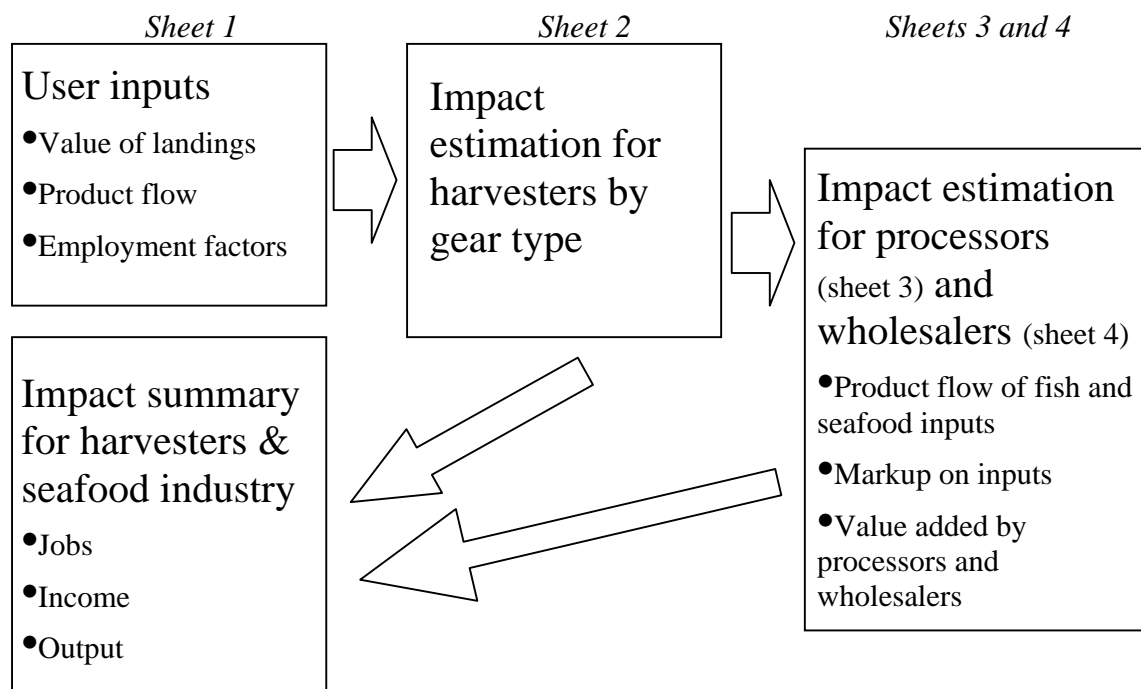 Sheet 1
Sheet 2
Sheets 3 and 4
User inputs
•Value of landings
•Product flow
•Employment factors
Impact
estimation for
harvesters by
gear type
Impact estimation
for processors
(sheet 3) and
wholesalers (sheet 4)
•Product flow of fish and
seafood inputs
•Markup on inputs
•Value added by
processors and
wholesalers
Impact summary
for harvesters &
seafood industry
•Jobs
•Income
•Output